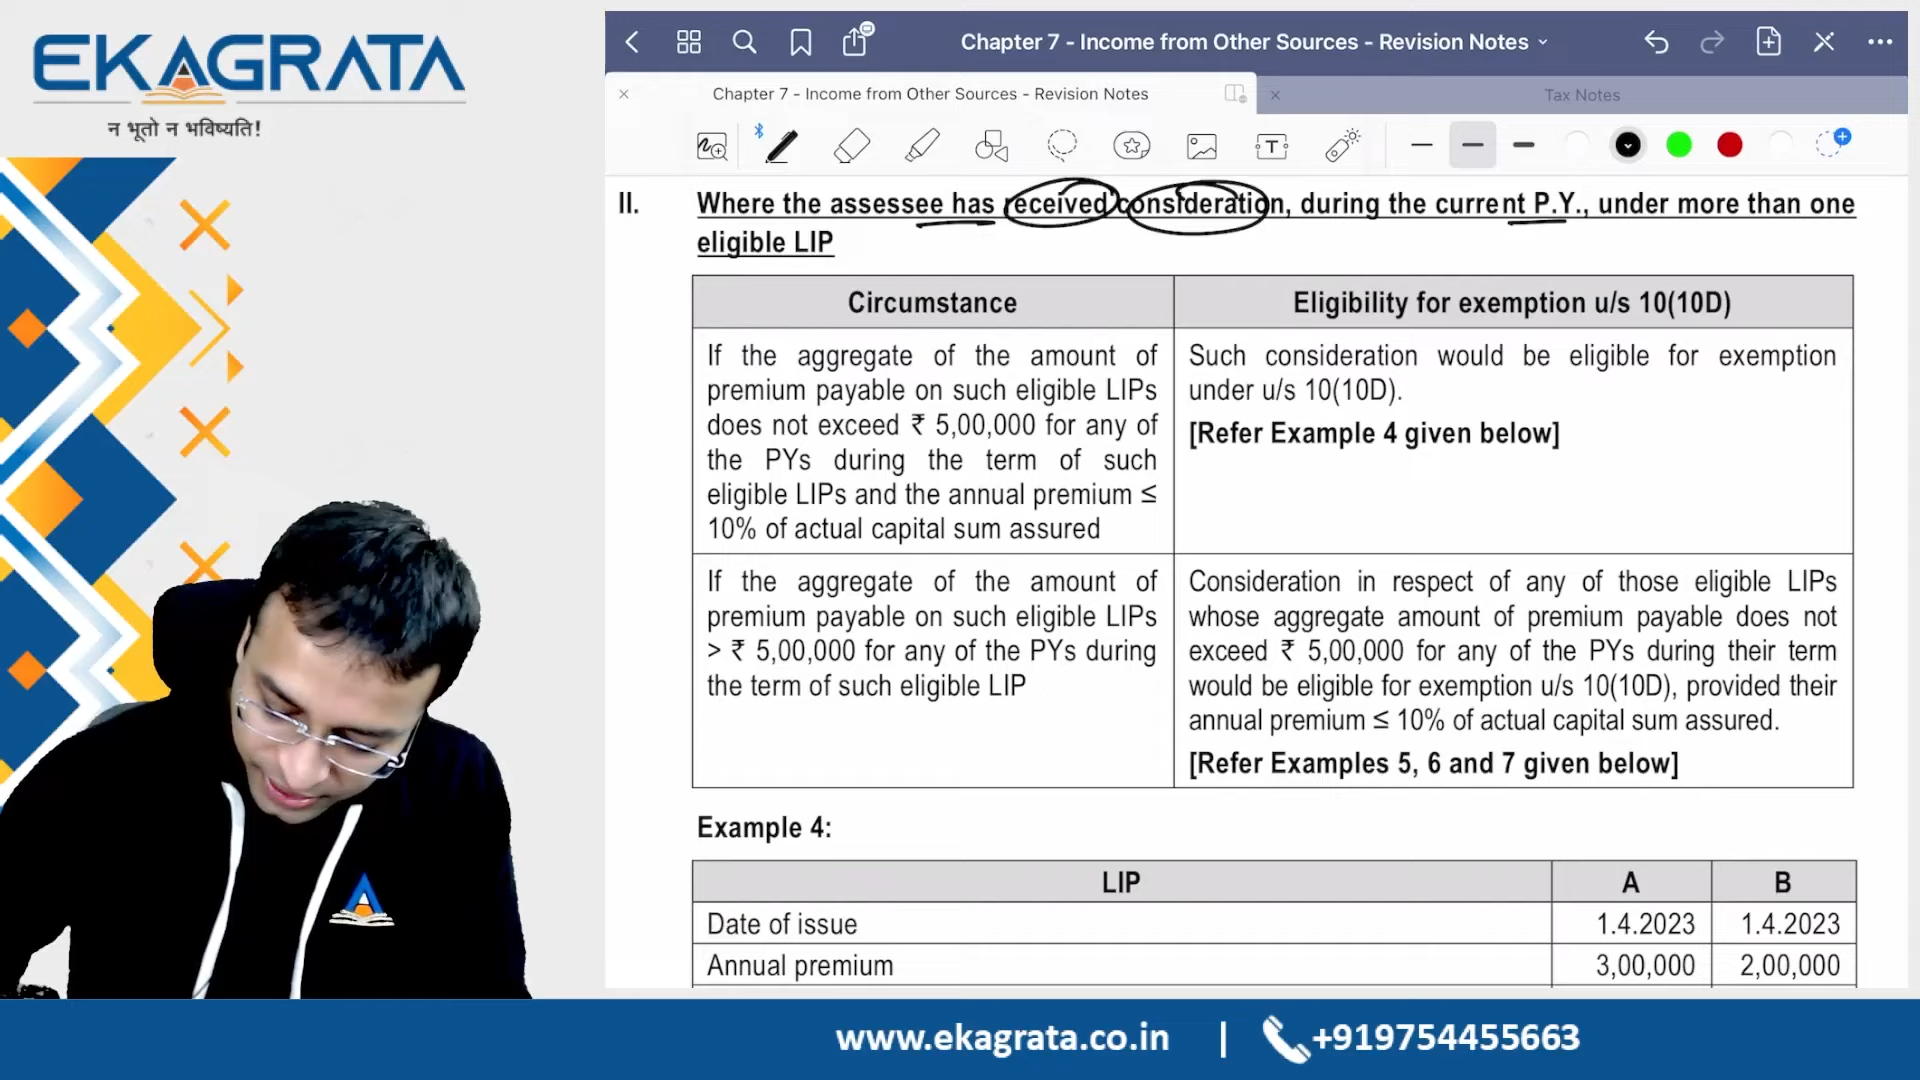 EKAGRATA
न भूतो न भविष्यति!
Chapter 7 - Income from Other Sources - Revision Notes
Chapter 7 - Income from Other Sources - Revision Notes
Tax Notes
T
II. Where the assessee has received consideration, during the current P.Y., under more than one
eligible LIP
Circumstance
Eligibility for exemption u/s 10(10D)
If the aggregate of the amount of
premium payable on such eligible LIPs
does not exceed ₹ 5,00,000 for any of
the PYs during the term of such
eligible LIPs and the annual premium ≤
10% of actual capital sum assured
Such consideration would be eligible for exemption
under u/s 10(10D).
[Refer Example 4 given below]
If the aggregate of the amount of
premium payable on such eligible LIPs
> ₹ 5,00,000 for any of the PYs during
the term of such eligible LIP
Consideration in respect of any of those eligible LIPs
whose aggregate amount of premium payable does not
exceed ₹ 5,00,000 for any of the PYs during their term
would be eligible for exemption u/s 10(10D), provided their
annual premium ≤ 10% of actual capital sum assured.
[Refer Examples 5, 6 and 7 given below]
Example 4:
LIP A B
Date of issue 1.4.2023 1.4.2023
Annual premium 3,00,000 2,00,000
www.ekagrata.co.in | +919754455663